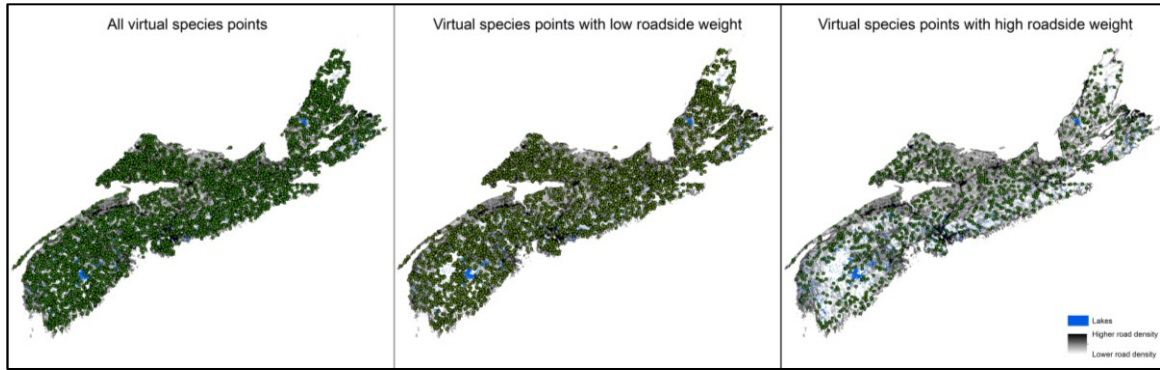 All virtual species points
Virtual species points with low roadside weight
Virtual species points with high roadside weight
Lakes
Higher road density
Lower road density